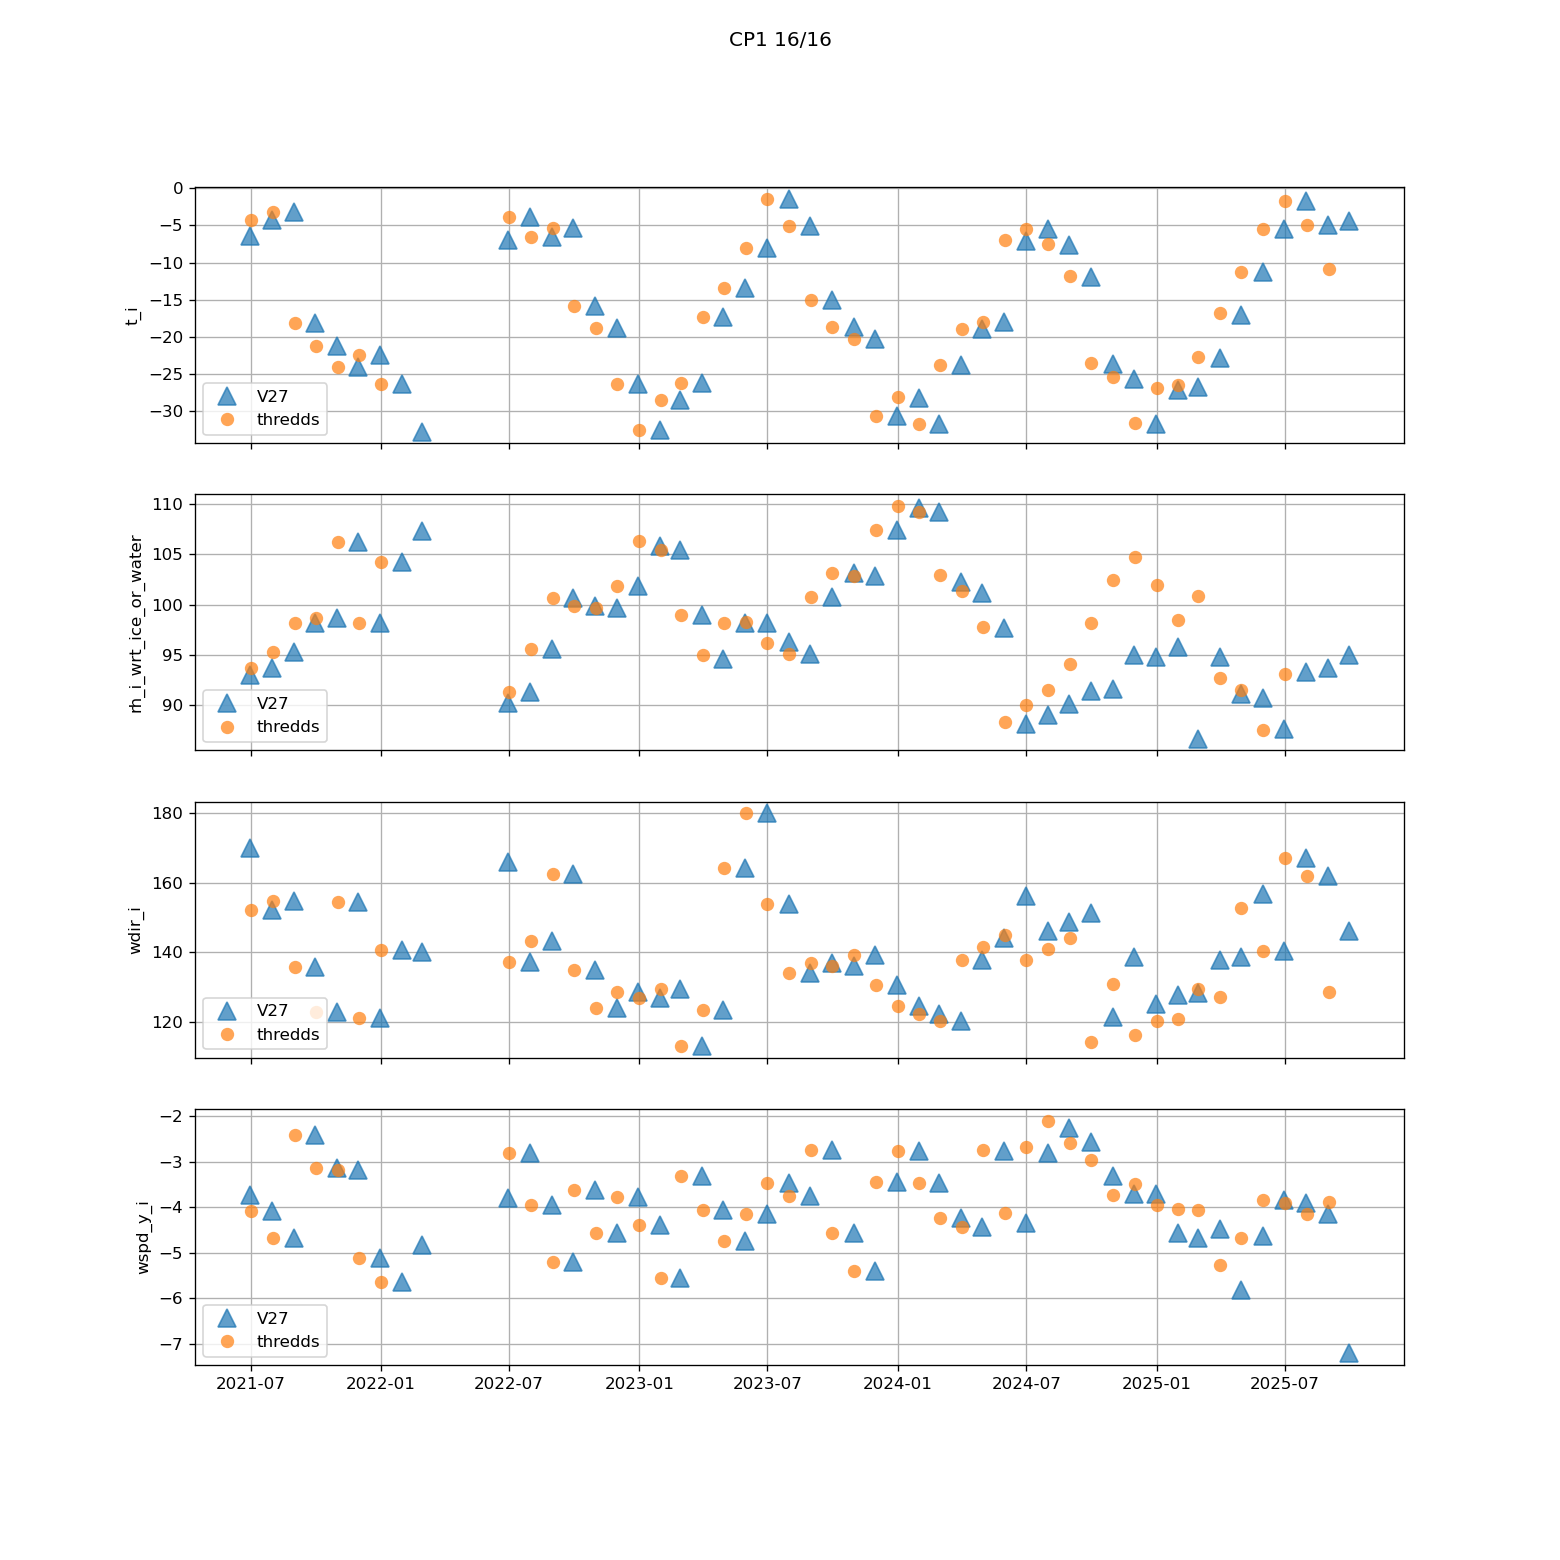 CP1 16/16
0
−5
−10
−15
−20
−25
−30
t_i
V27
thredds
110
105
100
95
90
rh_i_wrt_ice_or_water
V27
thredds
180
160
140
120
wdir_i
V27
thredds
−2
−3
−4
−5
−6
−7
wspd_y_i
V27
thredds
2021-07 2022-01 2022-07 2023-01 2023-07 2024-01 2024-07 2025-01 2025-07